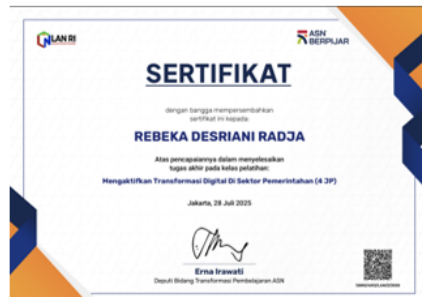 LAN RI
ASN
BERPIJAR
SERTIFIKAT
dengan bangga mempersembahkan
sertifikat ini kepada:
REBEKA DESRIANI RADJA
Atas pencapaiannya dalam menyelesaikan
tugas akhir pada kelas pelatihan:
Mengaktifkan Transformasi Digital Di Sektor Pemerintahan (4 JP)
Jakarta, 28 Juli 2025
Erna Irawati
Deputi Bidang Transformasi Pembelajaran ASN